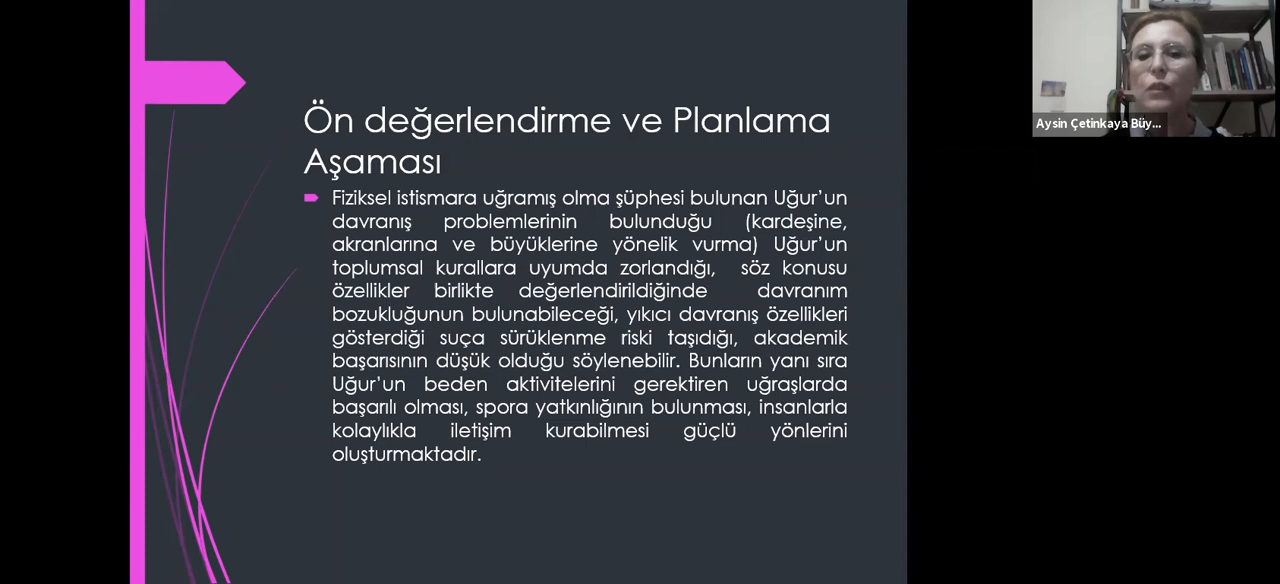 Ön değerlendirme ve Planlama
Aşaması
Fiziksel istismara uğramış olma şüphesi bulunan Uğur’un
davranış problemlerinin bulunduğu (kardeşine,
akranlarına ve büyüklerine yönelik vurma) Uğur’un
toplumsal kurallara uyumda zorlandığı, söz konusu
özellikler birlikte değerlendirildiğinde davranım
bozukluğunun bulunabileceği, yıkıcı davranış özellikleri
gösterdiği suça sürüklenme riski taşıdığı, akademik
başarısının düşük olduğu söylenebilir. Bunların yanı sıra
Uğur’un beden aktivitelerini gerektiren uğraşlarda
başarılı olması, spora yatkınlığının bulunması, insanlarla
kolaylıkla iletişim kurabilmesi güçlü yönlerini
oluşturmaktadır.
Aysin Çetinkaya Büy...